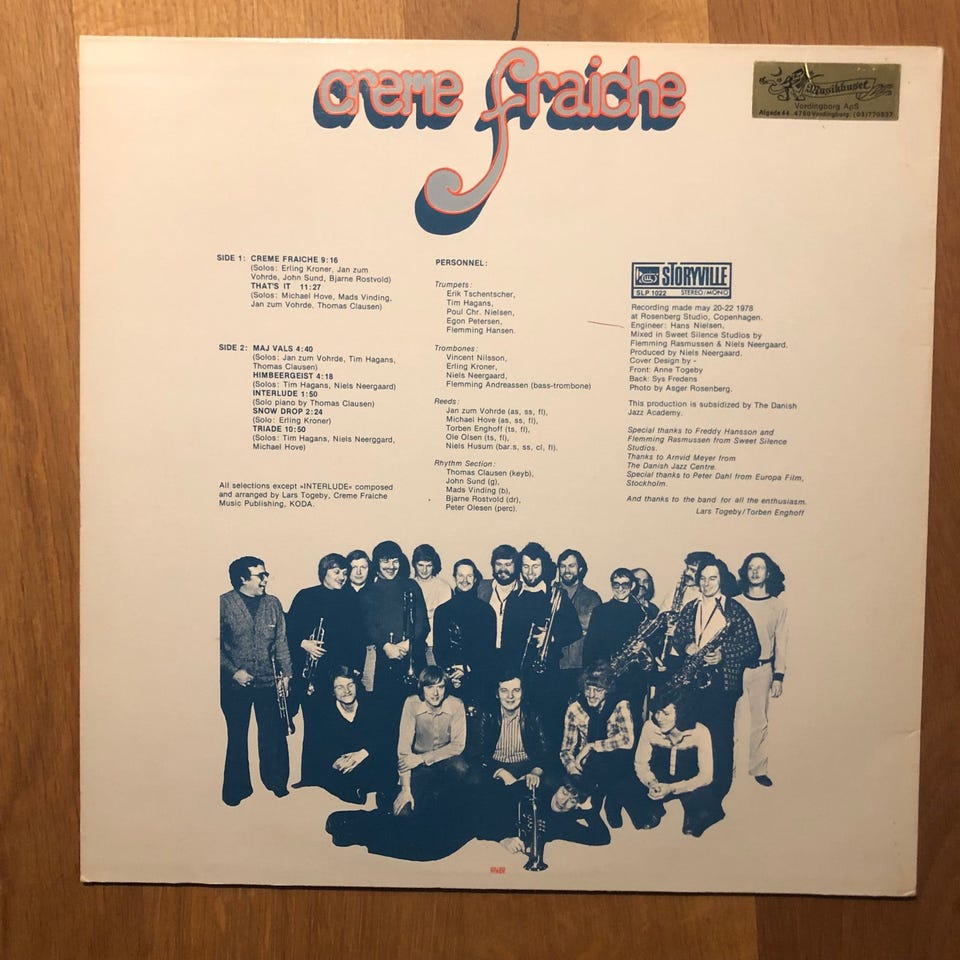 creme fraiche
Musikhuset
Vordingborg ApS
Algade 44 . 4760 Vordingborg. (03) 770837
SIDE 1: CREME FRAICHE 9:16
(Solos: Erling Kroner, Jan zum
Vohrde, John Sund, Bjarne Rostvold)
THAT'S IT 11:27
(Solos: Michael Hove, Mads Vinding,
Jan zum Vohrde, Thomas Clausen)
SIDE 2: MAJ VALS 4:40
(Solos: Jan zum Vohrde, Tim Hagans,
Thomas Clausen)
HIMBEERGEIST 4:18
(Solos: Tim Hagans, Niels Neergaard)
INTERLUDE 1:50
(Solo piano by Thomas Clausen)
SNOW DROP 2:24
(Solo: Erling Kroner)
TRIADE 10:50
(Solos: Tim Hagans, Niels Neerggard,
Michael Hove)
All selections except »INTERLUDE« composed
and arranged by Lars Togeby, Creme Fraiche
Music Publishing, KODA.
PERSONNEL:
Trumpets:
Erik Tschentscher,
Tim Hagans,
Poul Chr. Nielsen,
Egon Petersen,
Flemming Hansen.
Trombones:
Vincent Nilsson,
Erling Kroner,
Niels Neergaard,
Flemming Andreassen (bass-trombone)
Reeds:
Jan zum Vohrde (as, ss, fl),
Michael Hove (as, ss, fl),
Torben Enghoff (ts, fl),
Ole Olsen (ts, fl),
Niels Husum (bar.s, ss, cl, fl).
Rhythm Section:
Thomas Clausen (keyb),
John Sund (g),
Mads Vinding (b),
Bjarne Rostvold (dr),
Peter Olesen (perc).
STORYVILLE
SLP 1022 STEREO/MONO
Recording made may 20-22 1978
at Rosenberg Studio, Copenhagen.
Engineer: Hans Nielsen,
Mixed in Sweet Silence Studios by
Flemming Rasmussen & Niels Neergaard.
Produced by Niels Neergaard.
Cover Design by -
Front: Anne Togeby
Back: Sys Fredens
Photo by Asger Rosenberg.
This production is subsidized by The Danish
Jazz Academy.
Special thanks to Freddy Hansson and
Flemming Rasmussen from Sweet Silence
Studios.
Thanks to Arnvid Meyer from
The Danish Jazz Centre.
Special thanks to Peter Dahl from Europa Film,
Stockholm.
And thanks to the band for all the enthusiasm.
Lars Togeby/Torben Enghoff